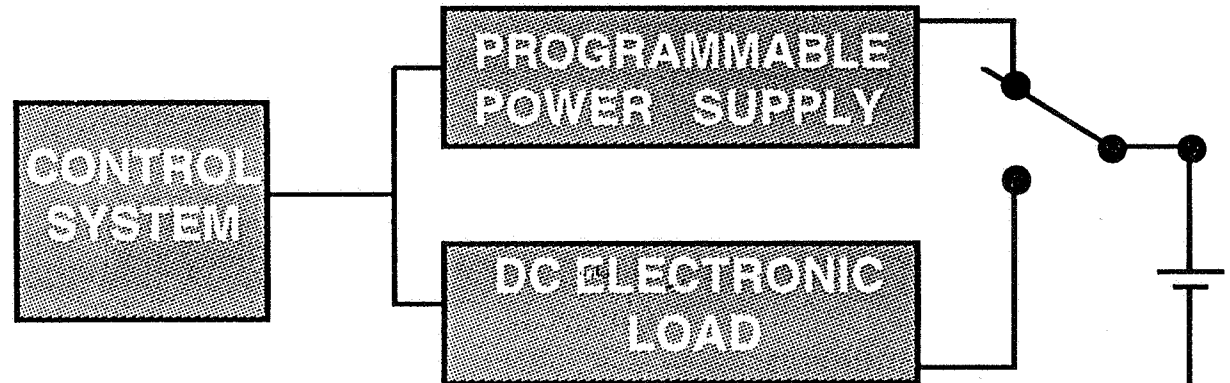 PROGRAMMABLE
POWER SUPPLY
CONTROL
SYSTEM
DC ELECTRONIC
LOAD